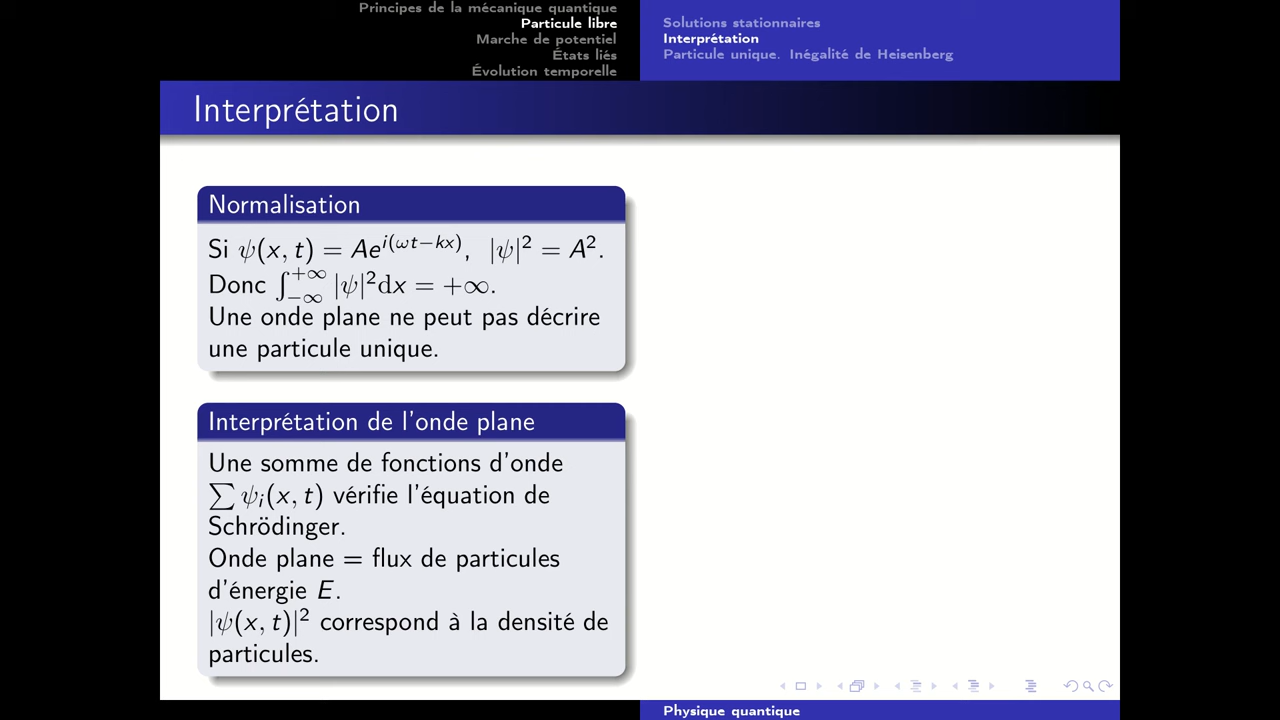 Principes de la mécanique quantique
Particule libre
Marche de potentiel
États liés
Évolution temporelle
Solutions stationnaires
Interprétation
Particule unique. Inégalité de Heisenberg
Interprétation
Normalisation
Si ψ(x, t) = Ae^{i(ωt−kx)}, |ψ|² = A².
Donc ∫_{−∞}^{+∞} |ψ|²dx = +∞.
Une onde plane ne peut pas décrire
une particule unique.
Interprétation de l'onde plane
Une somme de fonctions d'onde
∑ ψᵢ(x, t) vérifie l'équation de
Schrödinger.
Onde plane = flux de particules
d'énergie E.
|ψ(x, t)|² correspond à la densité de
particules.
Physique quantique